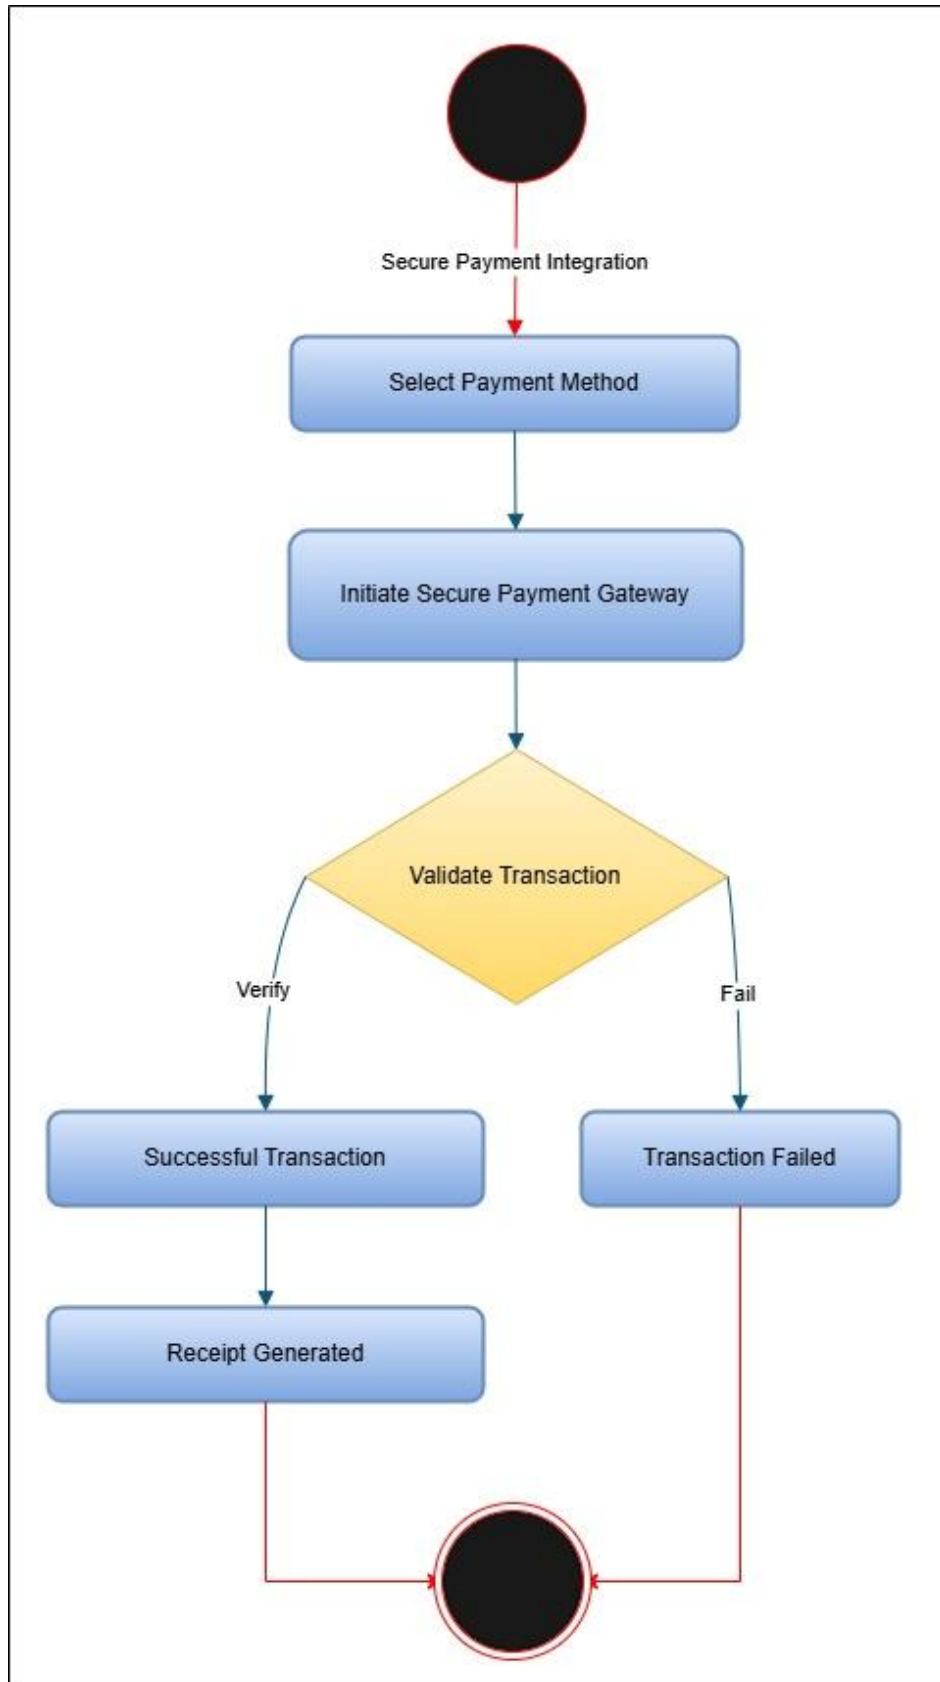 Secure Payment Integration
Select Payment Method
Initiate Secure Payment Gateway
Validate Transaction
Verify
Fail
Successful Transaction
Transaction Failed
Receipt Generated